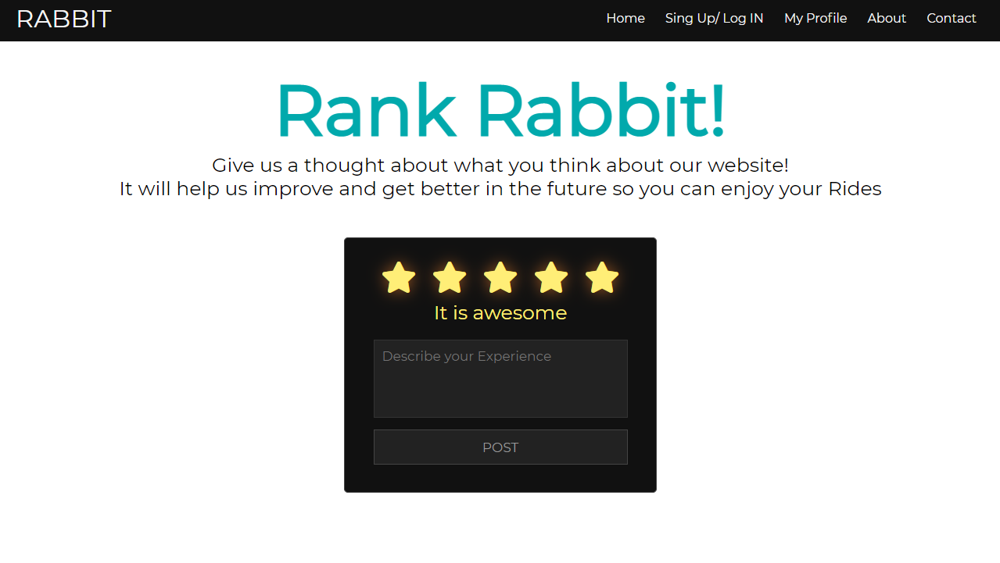 RABBIT
Home Sing Up/ Log IN My Profile About Contact
Rank Rabbit!
Give us a thought about what you think about our website!
It will help us improve and get better in the future so you can enjoy your Rides
It is awesome
Describe your Experience
POST